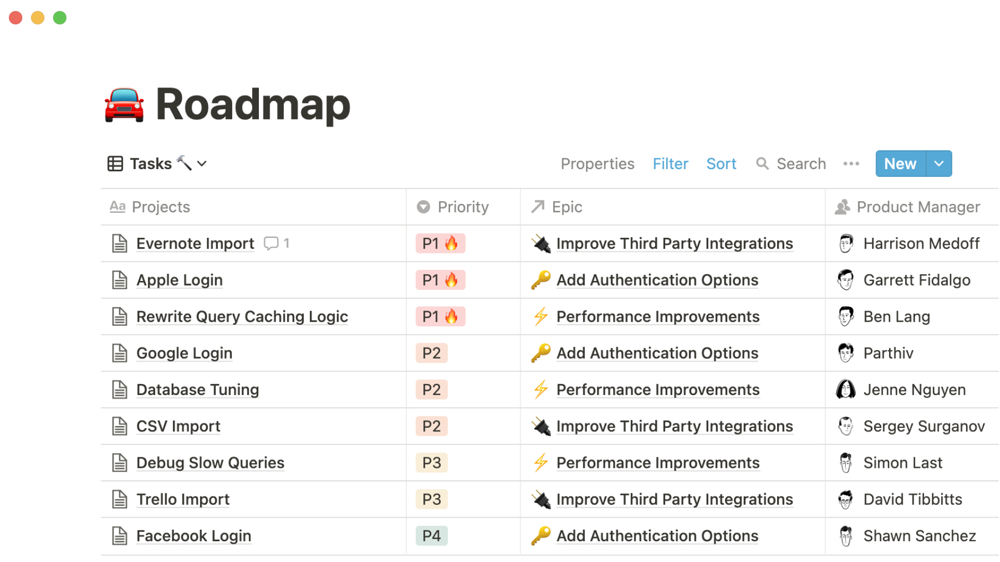 Roadmap
Tasks
Properties Filter Sort Search New
Aa Projects Priority Epic Product Manager
Evernote Import 1 P1 Improve Third Party Integrations Harrison Medoff
Apple Login P1 Add Authentication Options Garrett Fidalgo
Rewrite Query Caching Logic P1 Performance Improvements Ben Lang
Google Login P2 Add Authentication Options Parthiv
Database Tuning P2 Performance Improvements Jenne Nguyen
CSV Import P2 Improve Third Party Integrations Sergey Surganov
Debug Slow Queries P3 Performance Improvements Simon Last
Trello Import P3 Improve Third Party Integrations David Tibbitts
Facebook Login P4 Add Authentication Options Shawn Sanchez